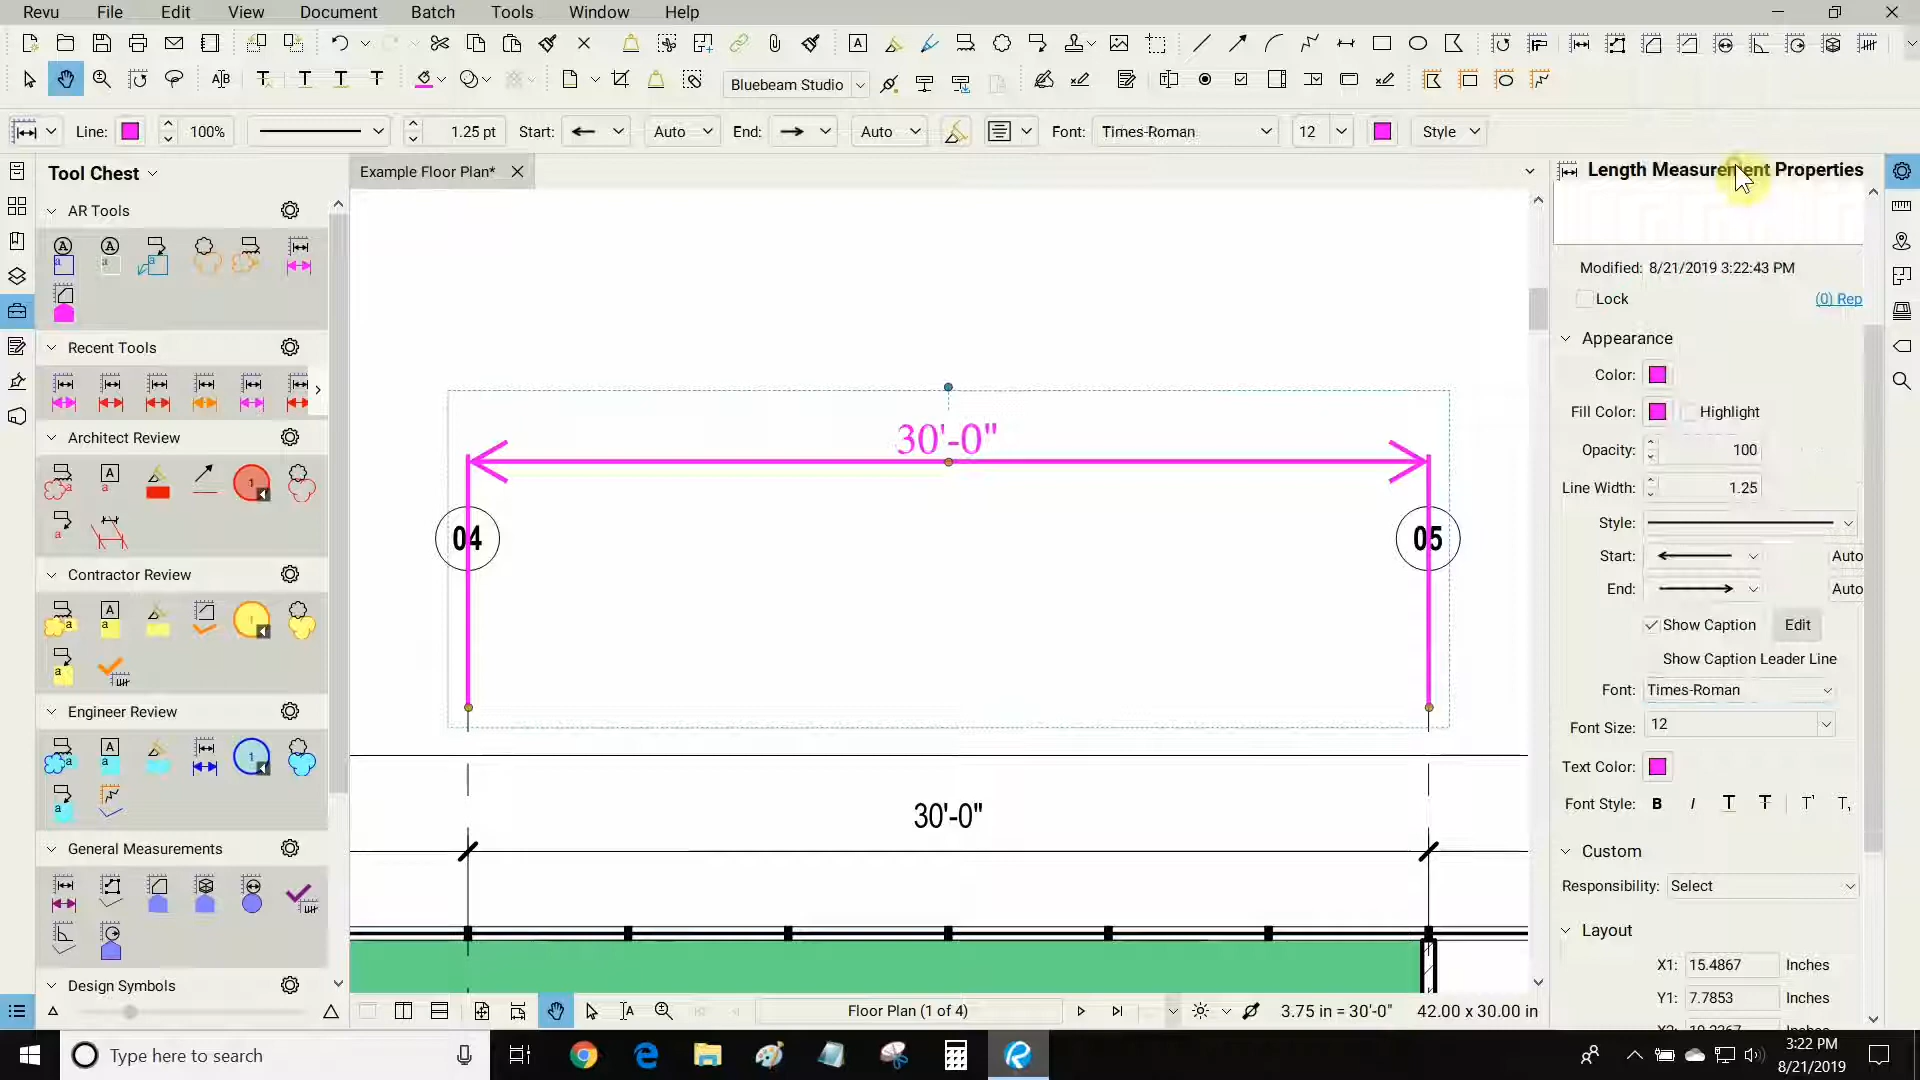 Revu File Edit View Document Batch Tools Window Help
Bluebeam Studio
Line: 100% 1.25 pt Start: Auto End: Auto Font: Times-Roman 12 Style
Tool Chest
Example Floor Plan*
Length Measurement Properties
AR Tools
Modified: 8/21/2019 3:22:43 PM
Lock (0) Rep
Recent Tools
Appearance
Color:
Fill Color: Highlight
Opacity: 100
Line Width: 1.25
Style:
Start: Auto
End: Auto
Show Caption Edit
Show Caption Leader Line
Font: Times-Roman
Font Size: 12
Text Color:
Font Style: B I T T T T
Custom
Responsibility: Select
Layout
X1: 15.4867 Inches
Y1: 7.7853 Inches
Architect Review
Contractor Review
Engineer Review
General Measurements
Design Symbols
30'-0"
04
05
30'-0"
Floor Plan (1 of 4)
3.75 in = 30'-0"
42.00 x 30.00 in
Type here to search
3:22 PM
8/21/2019